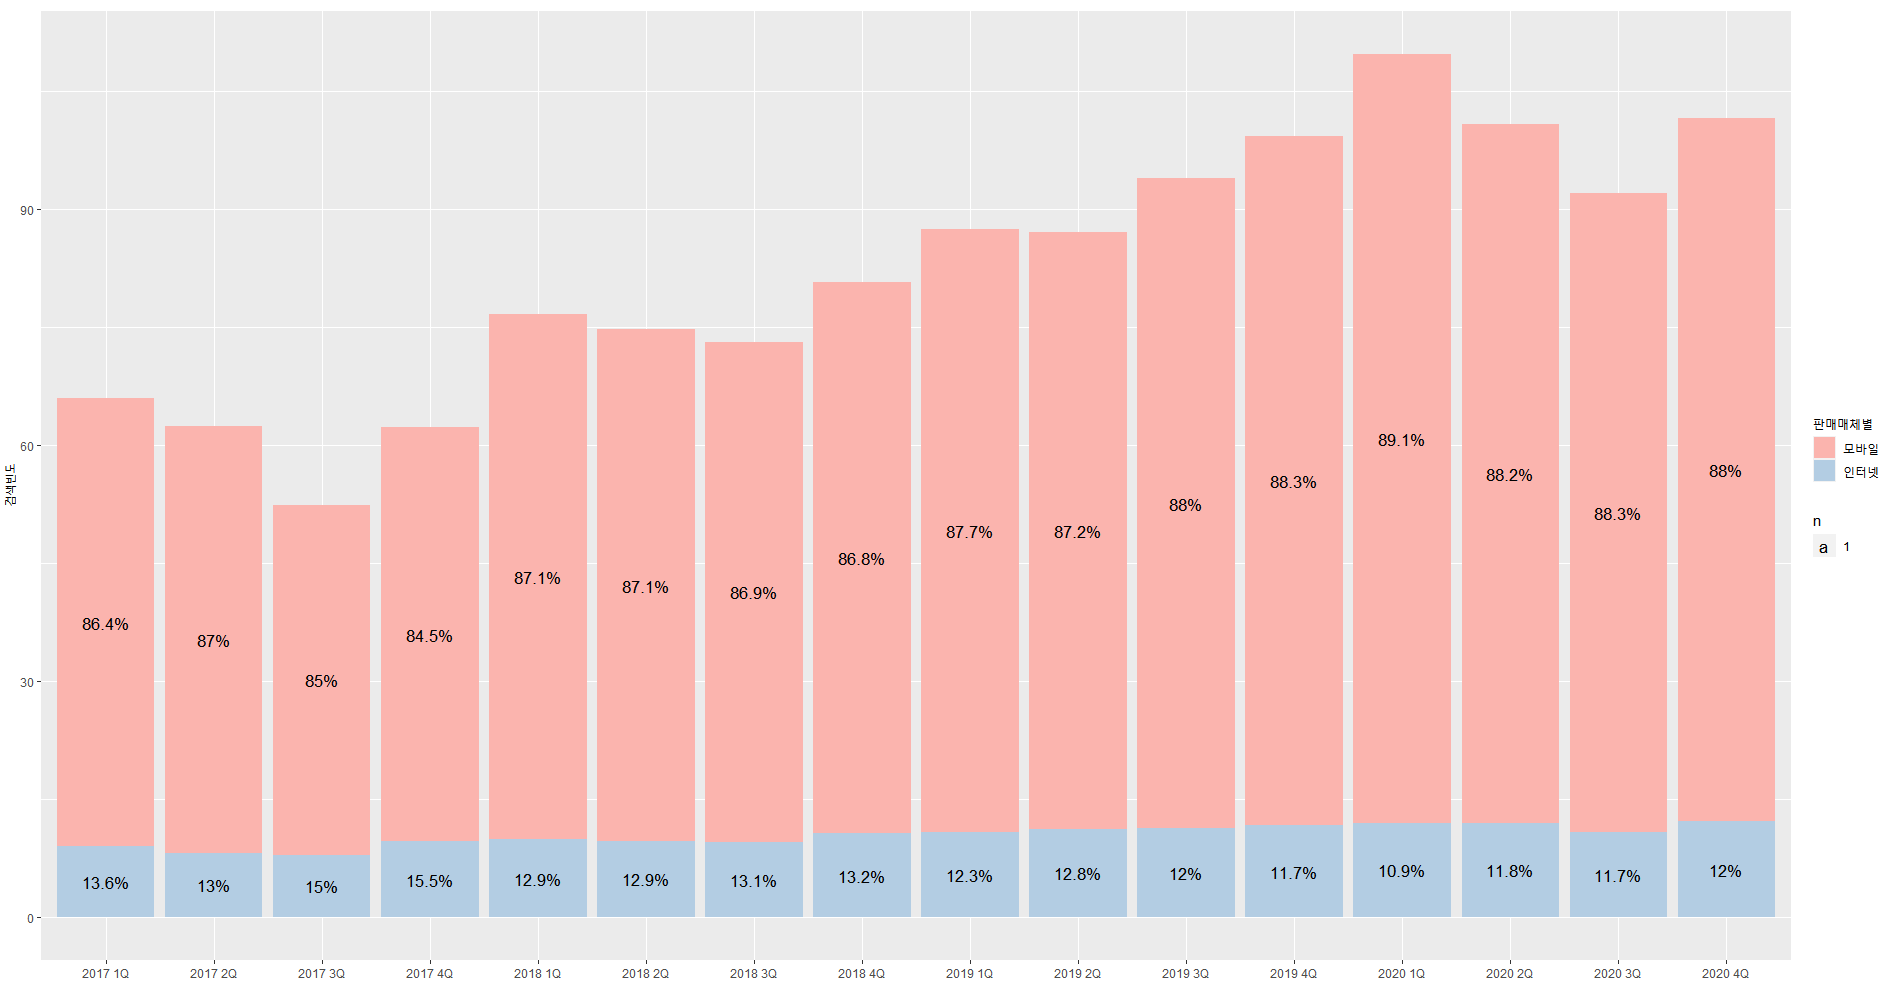 검색빈도
90
60
30
0
89.1%
88%
88.2%
88.3%
88%
88.3%
87.7%
87.2%
86.8%
87.1%
87.1%
86.9%
86.4%
87%
84.5%
85%
13.6%
13%
15%
15.5%
12.9%
12.9%
13.1%
13.2%
12.3%
12.8%
12%
11.7%
10.9%
11.8%
11.7%
12%
2017 1Q
2017 2Q
2017 3Q
2017 4Q
2018 1Q
2018 2Q
2018 3Q
2018 4Q
2019 1Q
2019 2Q
2019 3Q
2019 4Q
2020 1Q
2020 2Q
2020 3Q
2020 4Q
판매매체별
모바일
인터넷
n
a 1